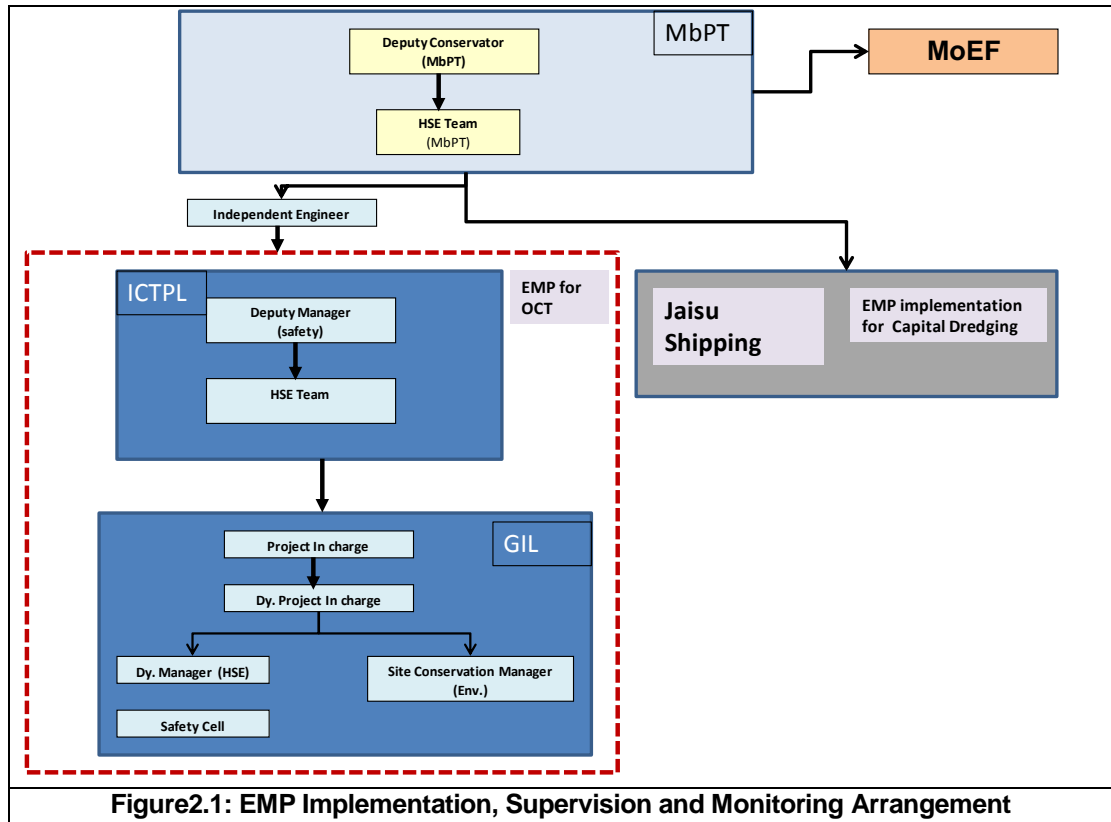 MbPT
Deputy Conservator
(MbPT)
MoEF
HSE Team
(MbPT)
Independent Engineer
ICTPL
EMP for
OCT
Deputy Manager
(safety)
HSE Team
Jaisu
Shipping
EMP implementation
for Capital Dredging
GIL
Project In charge
Dy. Project In charge
Dy. Manager (HSE)
Site Conservation Manager
(Env.)
Safety Cell
Figure2.1: EMP Implementation, Supervision and Monitoring Arrangement